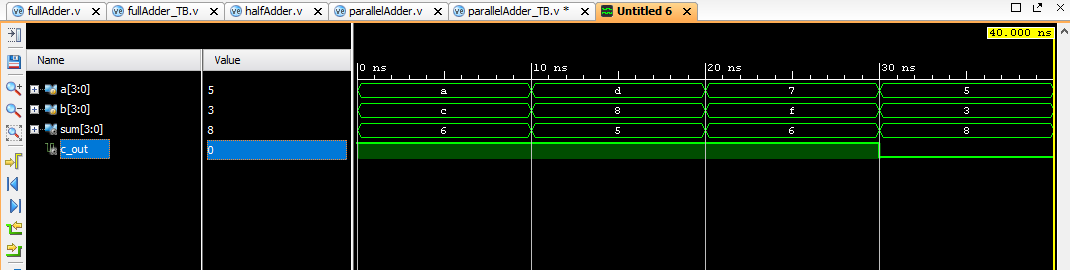 fullAdder.v × fullAdder_TB.v × halfAdder.v × parallelAdder.v × parallelAdder_TB.v * × Untitled 6 ×
40.000 ns
Name Value
0 ns 10 ns 20 ns 30 ns
a[3:0] 5 a d 7 5
b[3:0] 3 c 8 f 3
sum[3:0] 8 6 5 6 8
c_out 0